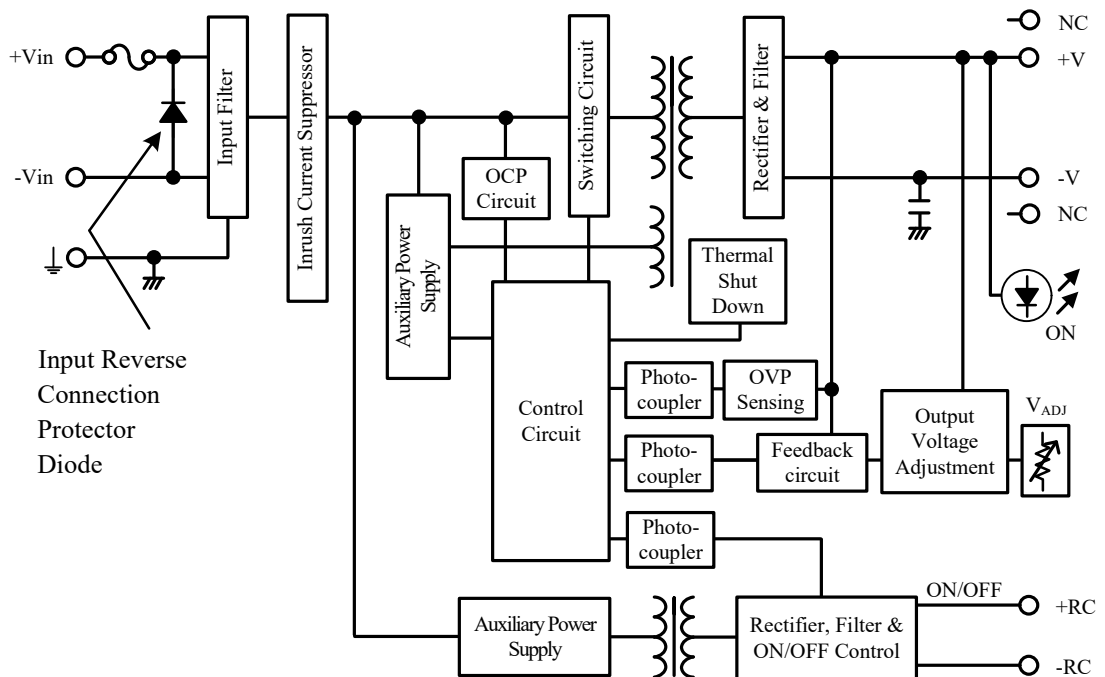 NC
+Vin
+V
Input Filter
Inrush Current Suppressor
Switching Circuit
Rectifier & Filter
OCP
Circuit
-Vin
-V
NC
Auxiliary Power
Supply
Thermal
Shut
Down
ON
Input Reverse
Connection
Protector
Diode
Photo-
coupler
OVP
Sensing
Control
Circuit
Output
Voltage
Adjustment
VADJ
Photo-
coupler
Feedback
circuit
Photo-
coupler
ON/OFF
+RC
Auxiliary Power
Supply
Rectifier, Filter &
ON/OFF Control
-RC